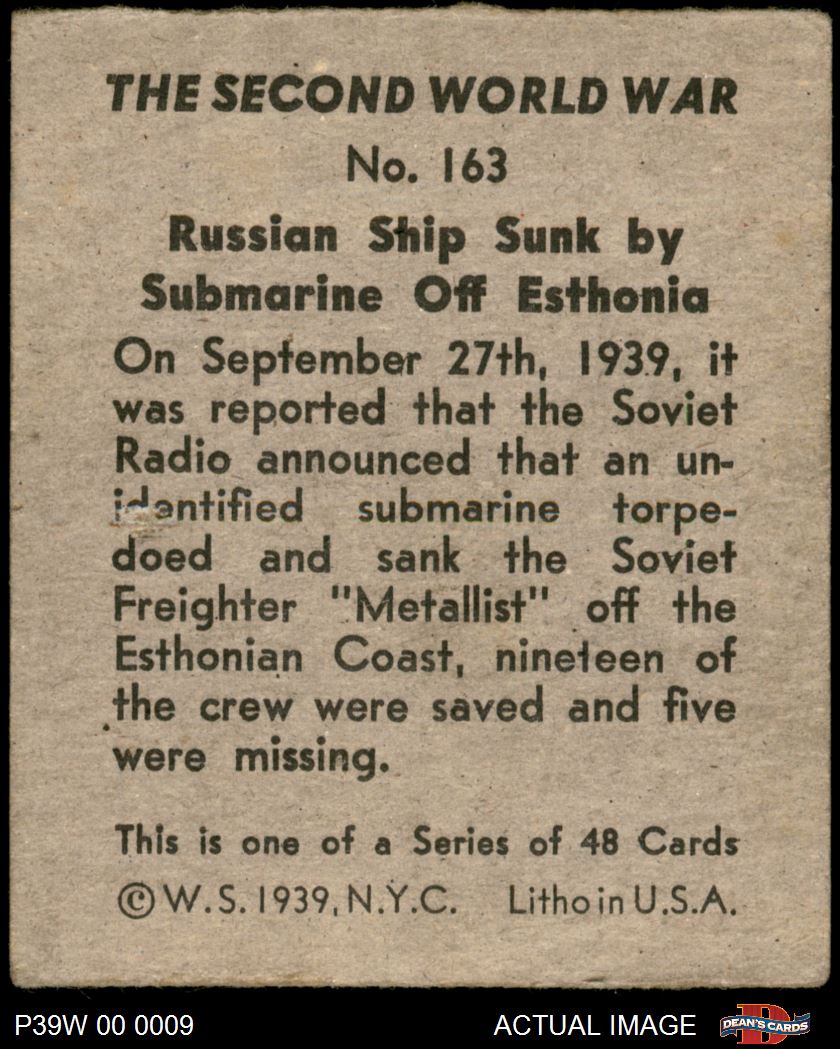 THE SECOND WORLD WAR
No. 163
Russian Ship Sunk by
Submarine Off Esthonia
On September 27th, 1939, it
was reported that the Soviet
Radio announced that an un-
identified submarine torpe-
doed and sank the Soviet
Freighter "Metallist" off the
Esthonian Coast, nineteen of
the crew were saved and five
were missing.
This is one of a Series of 48 Cards
©W.S. 1939, N.Y.C. Litho in U.S.A.
P39W 00 0009 ACTUAL IMAGE DEAN'S CARDS